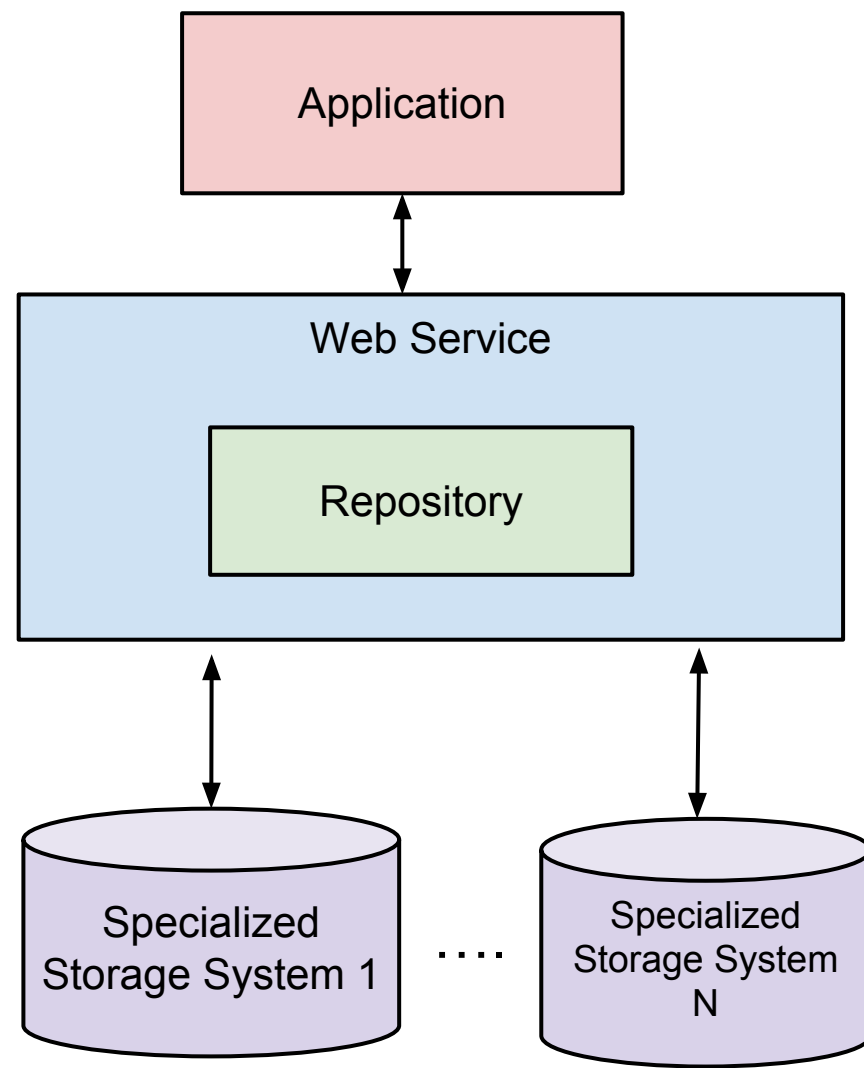 Application
Web Service
Repository
Specialized
Storage System 1
....
Specialized
Storage System
N